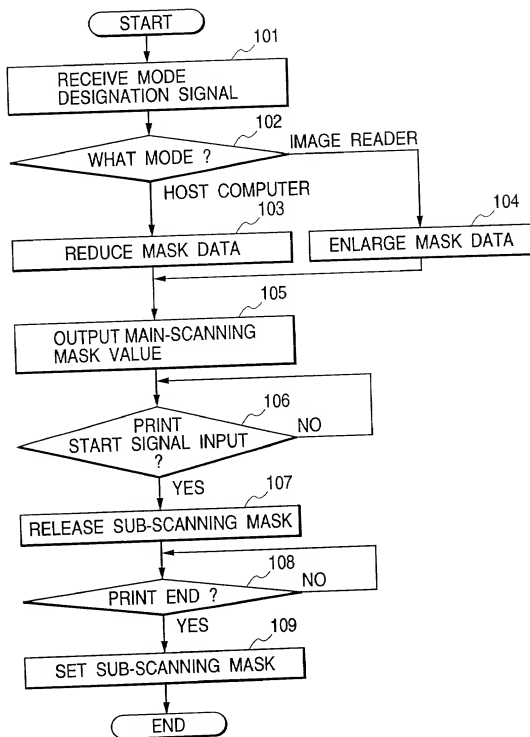 START
101
RECEIVE MODE
DESIGNATION SIGNAL
102
WHAT MODE ?
IMAGE READER
HOST COMPUTER
103
REDUCE MASK DATA
104
ENLARGE MASK DATA
105
OUTPUT MAIN-SCANNING
MASK VALUE
106
PRINT
START SIGNAL INPUT
?
NO
YES
107
RELEASE SUB-SCANNING MASK
108
PRINT END ?
NO
YES
109
SET SUB-SCANNING MASK
END